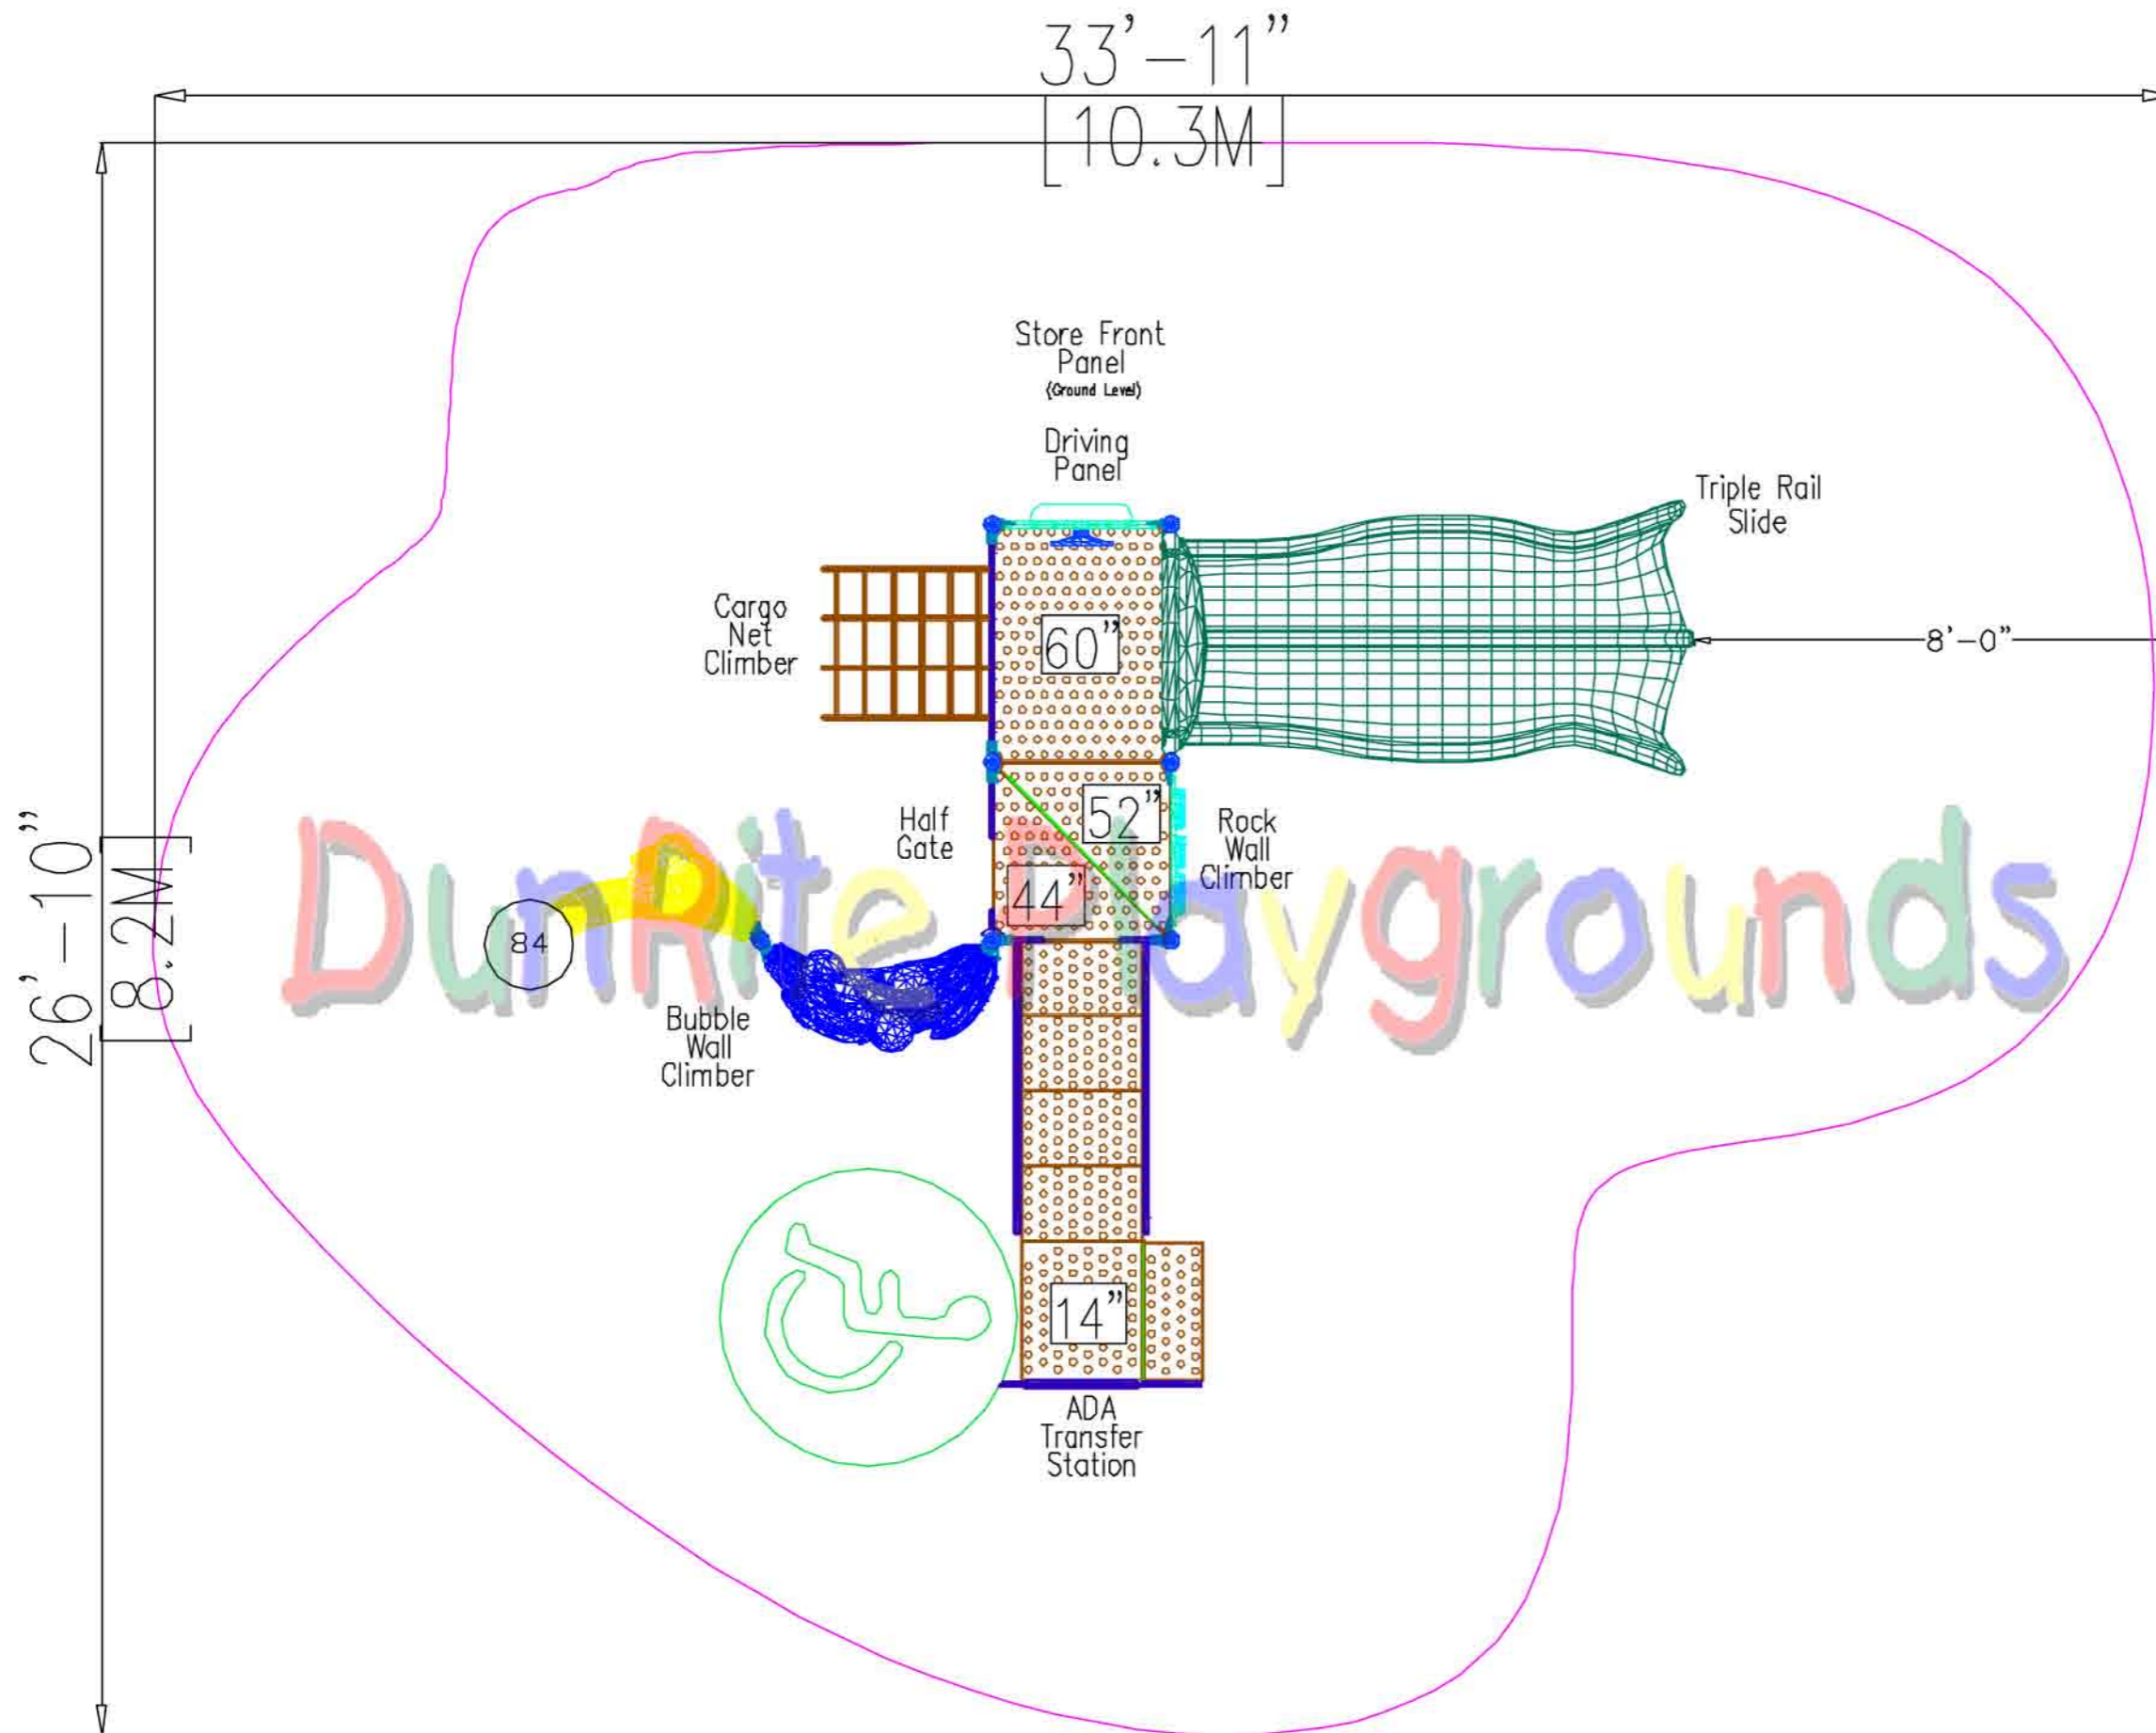 33'-11"
[10.3M]
Store Front
Panel
(Ground Level)
Driving
Panel
Triple Rail
Slide
Cargo
Net
Climber
60"
8'-0"
52"
Half
Gate
Rock
Wall
Climber
44"
DunRite Playgrounds
84
26'-10"
[8.2M]
Bubble
Wall
Climber
14"
ADA
Transfer
Station